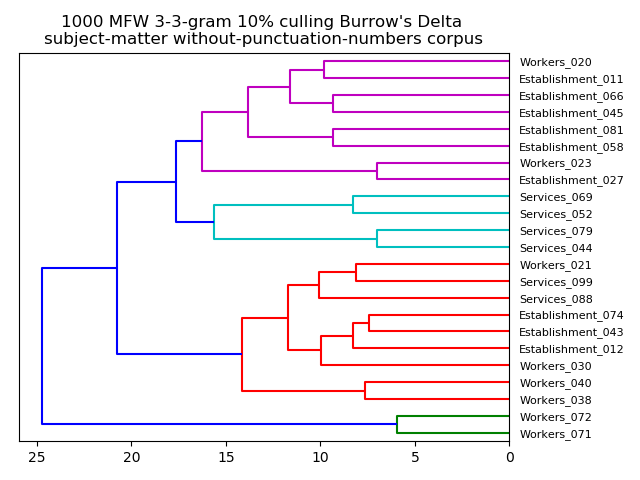 1000 MFW 3-3-gram 10% culling Burrow's Delta
subject-matter without-punctuation-numbers corpus
Workers_020
Establishment_011
Establishment_066
Establishment_045
Establishment_081
Establishment_058
Workers_023
Establishment_027
Services_069
Services_052
Services_079
Services_044
Workers_021
Services_099
Services_088
Establishment_074
Establishment_043
Establishment_012
Workers_030
Workers_040
Workers_038
Workers_072
Workers_071
25 20 15 10 5 0